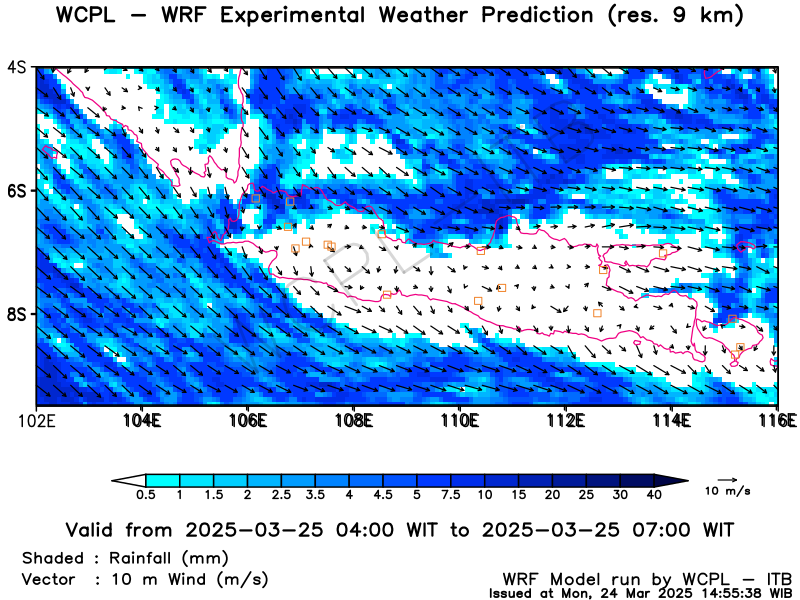 WCPL – WRF Experimental Weather Prediction (res. 9 km)
4S
6S
8S
102E 104E 106E 108E 110E 112E 114E 116E
CPL
0.5 1 1.5 2 2.5 3.5 4 4.5 5 7.5 10 15 20 25 30 40
10 m/s
Valid from 2025–03–25 04:00 WIT to 2025–03–25 07:00 WIT
Shaded : Rainfall (mm)
Vector : 10 m Wind (m/s)
WRF Model run by WCPL – ITB
Issued at Mon, 24 Mar 2025 14:55:38 WIB